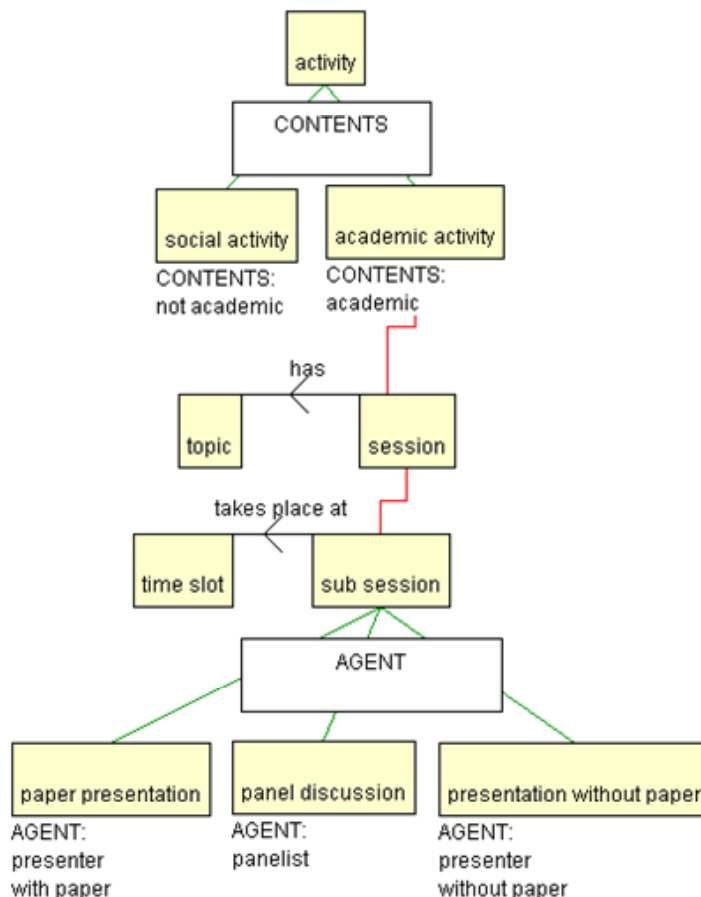 activity
CONTENTS
social activity
academic activity
CONTENTS:
not academic
CONTENTS:
academic
has
topic
session
takes place at
time slot
sub session
AGENT
paper presentation
panel discussion
presentation without paper
AGENT:
presenter
with paper
AGENT:
panelist
AGENT:
presenter
without paper